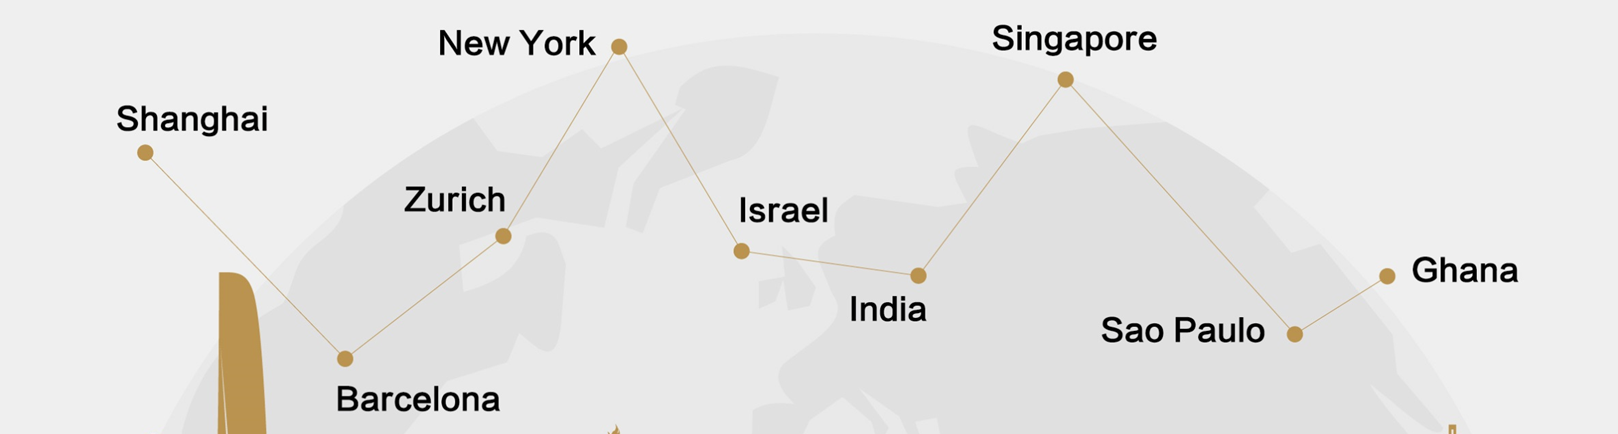 Shanghai
Barcelona
Zurich
New York
Israel
India
Singapore
Sao Paulo
Ghana